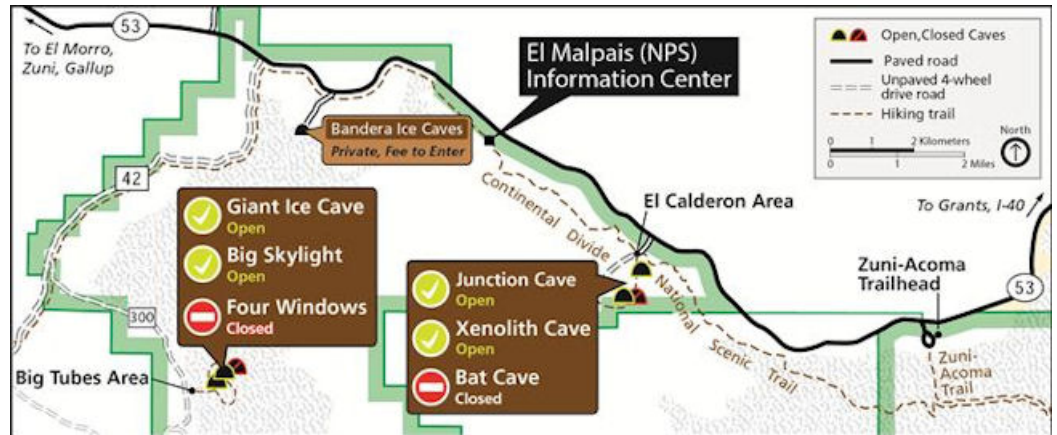 53
To El Morro,
Zuni, Gallup
El Malpais (NPS)
Information Center
Open,Closed Caves
Paved road
Unpaved 4-wheel
drive road
Hiking trail
0 1 2 Kilometers
0 1 2 Miles
North
Bandera Ice Caves
Private, Fee to Enter
42
Continental Divide National Scenic Trail
El Calderon Area
To Grants, I-40
Giant Ice Cave
Open
Big Skylight
Open
Four Windows
Closed
Junction Cave
Open
Xenolith Cave
Open
Bat Cave
Closed
Zuni-Acoma
Trailhead
53
300
Big Tubes Area
Zuni-
Acoma
Trail